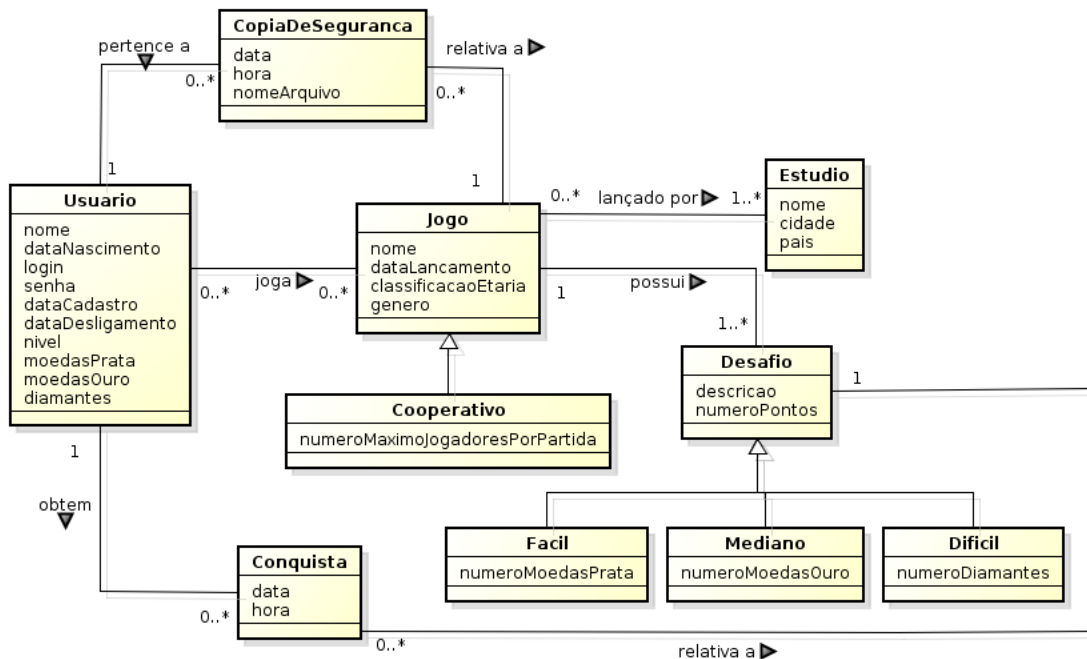 CopiaDeSeguranca
data
hora
nomeArquivo
pertence a
0..*
1
relativa a
0..*
1
Usuario
nome
dataNascimento
login
senha
dataCadastro
dataDesligamento
nivel
moedasPrata
moedasOuro
diamantes
joga
0..*
0..*
Jogo
nome
dataLancamento
classificacaoEtaria
genero
0..*
lançado por
1..*
Estudio
nome
cidade
pais
1
possui
1..*
Cooperativo
numeroMaximoJogadoresPorPartida
Desafio
descricao
numeroPontos
1
Facil
numeroMoedasPrata
Mediano
numeroMoedasOuro
Dificil
numeroDiamantes
1
obtem
0..*
Conquista
data
hora
0..*
relativa a